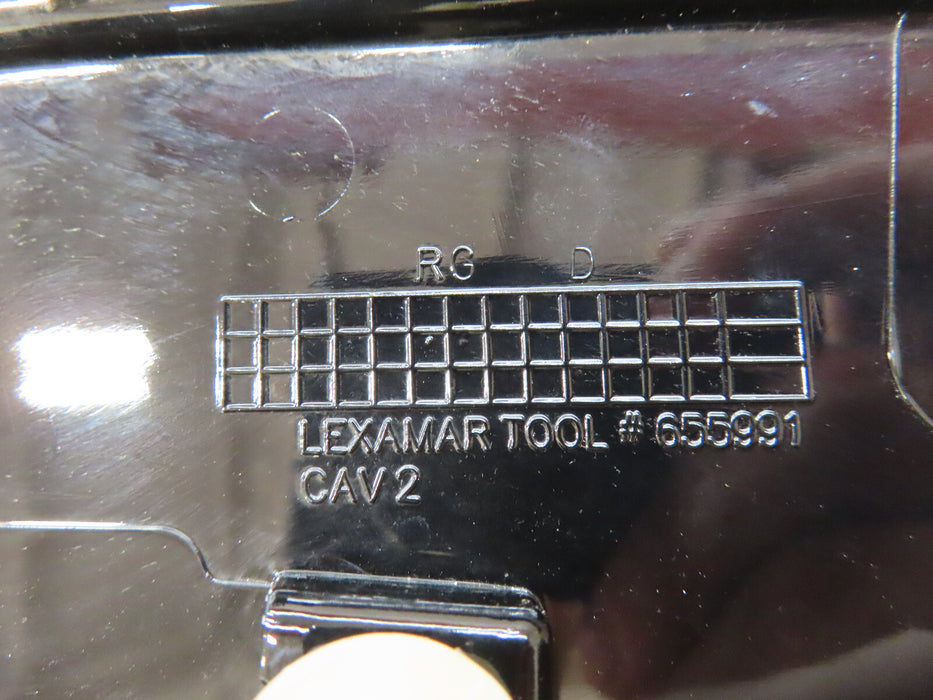 RG D
LEXAMAR TOOL # 655991
CAV 2